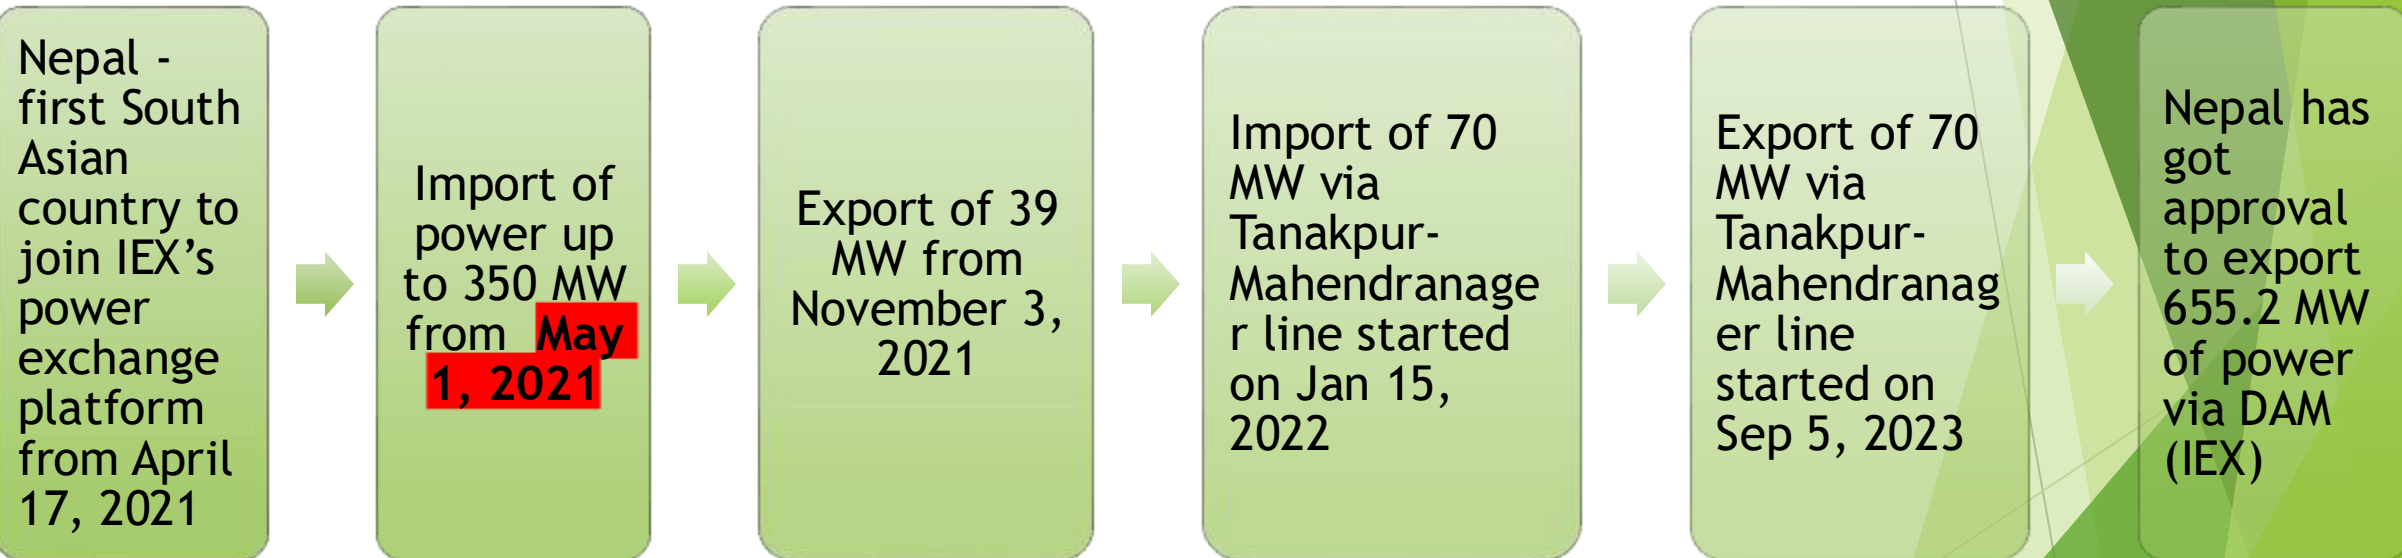 Nepal -
first South
Asian
country to
join IEX’s
power
exchange
platform
from April
17, 2021
Import of
power up
to 350 MW
from May
1, 2021
Export of 39
MW from
November 3,
2021
Import of 70
MW via
Tanakpur-
Mahendranage
r line started
on Jan 15,
2022
Export of 70
MW via
Tanakpur-
Mahendranag
er line
started on
Sep 5, 2023
Nepal has
got
approval
to export
655.2 MW
of power
via DAM
(IEX)